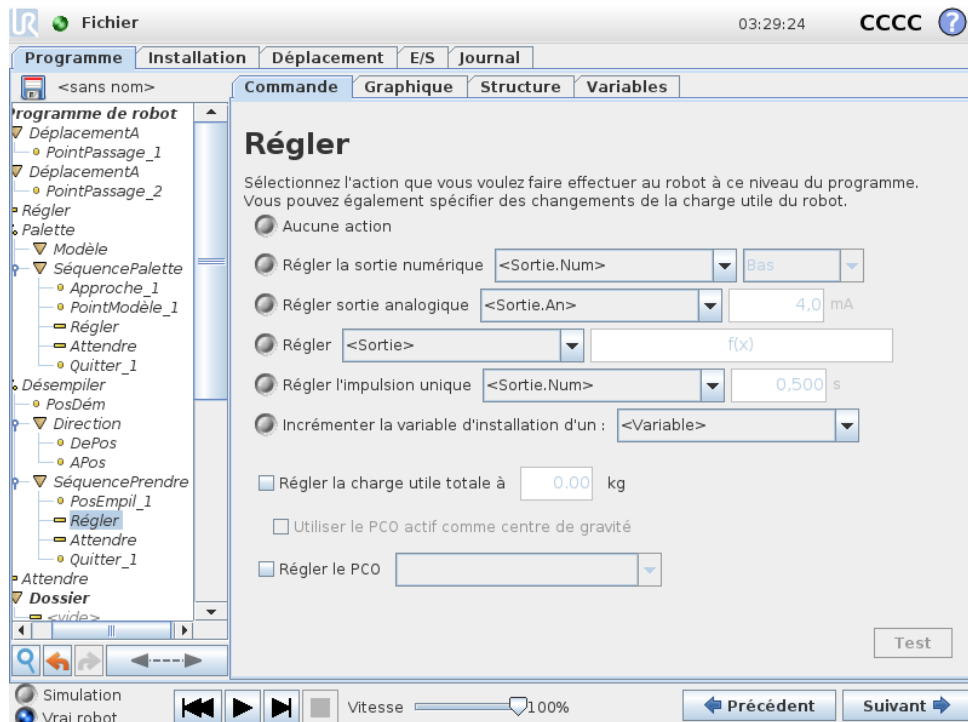 UR Fichier 03:29:24 CCCC ?
Programme Installation Déplacement E/S Journal
<sans nom>
Commande Graphique Structure Variables
Programme de robot
DéplacementA
PointPassage_1
DéplacementA
PointPassage_2
Régler
Palette
Modèle
SéquencePalette
Approche_1
PointModèle_1
Régler
Attendre
Quitter_1
Désempiler
PosDém
Direction
DePos
APos
SéquencePrendre
PosEmpil_1
Régler
Attendre
Quitter_1
Attendre
Dossier
<vide>
Régler
Sélectionnez l'action que vous voulez faire effectuer au robot à ce niveau du programme.
Vous pouvez également spécifier des changements de la charge utile du robot.
Aucune action
Régler la sortie numérique <Sortie.Num> Bas
Régler sortie analogique <Sortie.An> 4,0 mA
Régler <Sortie> f(x)
Régler l'impulsion unique <Sortie.Num> 0,500 s
Incrémenter la variable d'installation d'un : <Variable>
Régler la charge utile totale à 0.00 kg
Utiliser le PCO actif comme centre de gravité
Régler le PCO
Test
Simulation
Vrai robot
Vitesse 100%
Précédent Suivant